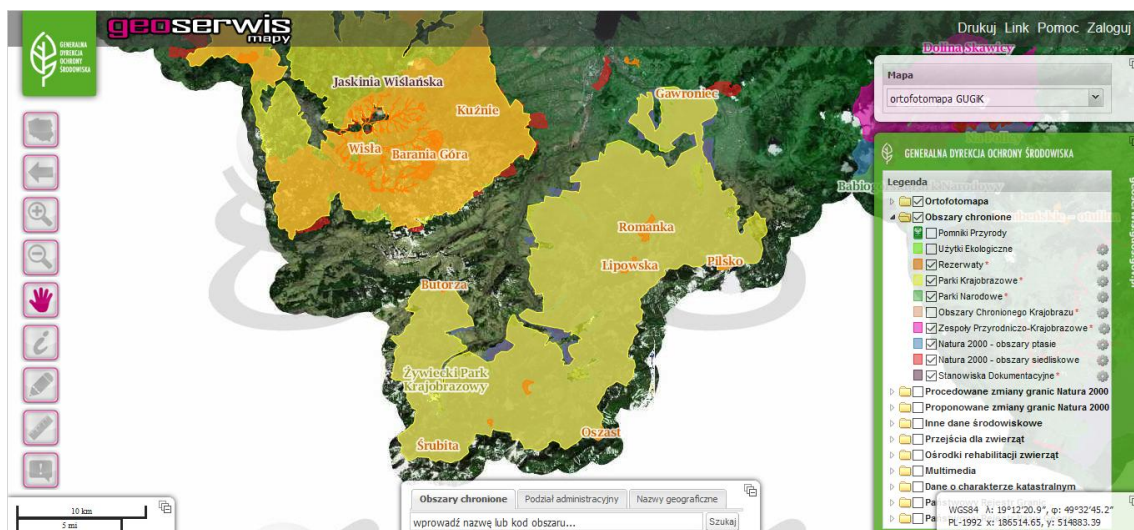 GENERALNA
DYREKCJA
OCHRONY
ŚRODOWISKA
geoserwis
mapy
Drukuj Link Pomoc Zaloguj
Dolina Skawicy
Mapa
ortofotomapa GUGiK
Jaskinia Wiślańska
Kuźnie
Gawroniec
Wisła
Barania Góra
GENERALNA DYREKCJA OCHRONY ŚRODOWISKA
Legenda
Ortofotomapa
Obszary chronione
Pomniki Przyrody
Użytki Ekologiczne
Rezerwaty *
Parki Krajobrazowe *
Parki Narodowe *
Obszary Chronionego Krajobrazu *
Zespoły Przyrodniczo-Krajobrazowe *
Natura 2000 - obszary ptasie
Natura 2000 - obszary siedliskowe
Stanowiska Dokumentacyjne *
Procedowane zmiany granic Natura 2000
Proponowane zmiany granic Natura 2000
Inne dane środowiskowe
Przejścia dla zwierząt
Ośrodki rehabilitacji zwierząt
Multimedia
Dane o charakterze katastralnym
Romanka
Lipowska
Pilsko
Butorza
Żywiecki Park
Krajobrazowy
Śrubita
Oszast
10 km
5 mi
Obszary chronione Podział administracyjny Nazwy geograficzne
wprowadź nazwę lub kod obszaru... Szukaj
WGS84 λ: 19°12'20.9", φ: 49°32'45.2"
PL-1992 x: 186514.65, y: 514883.39